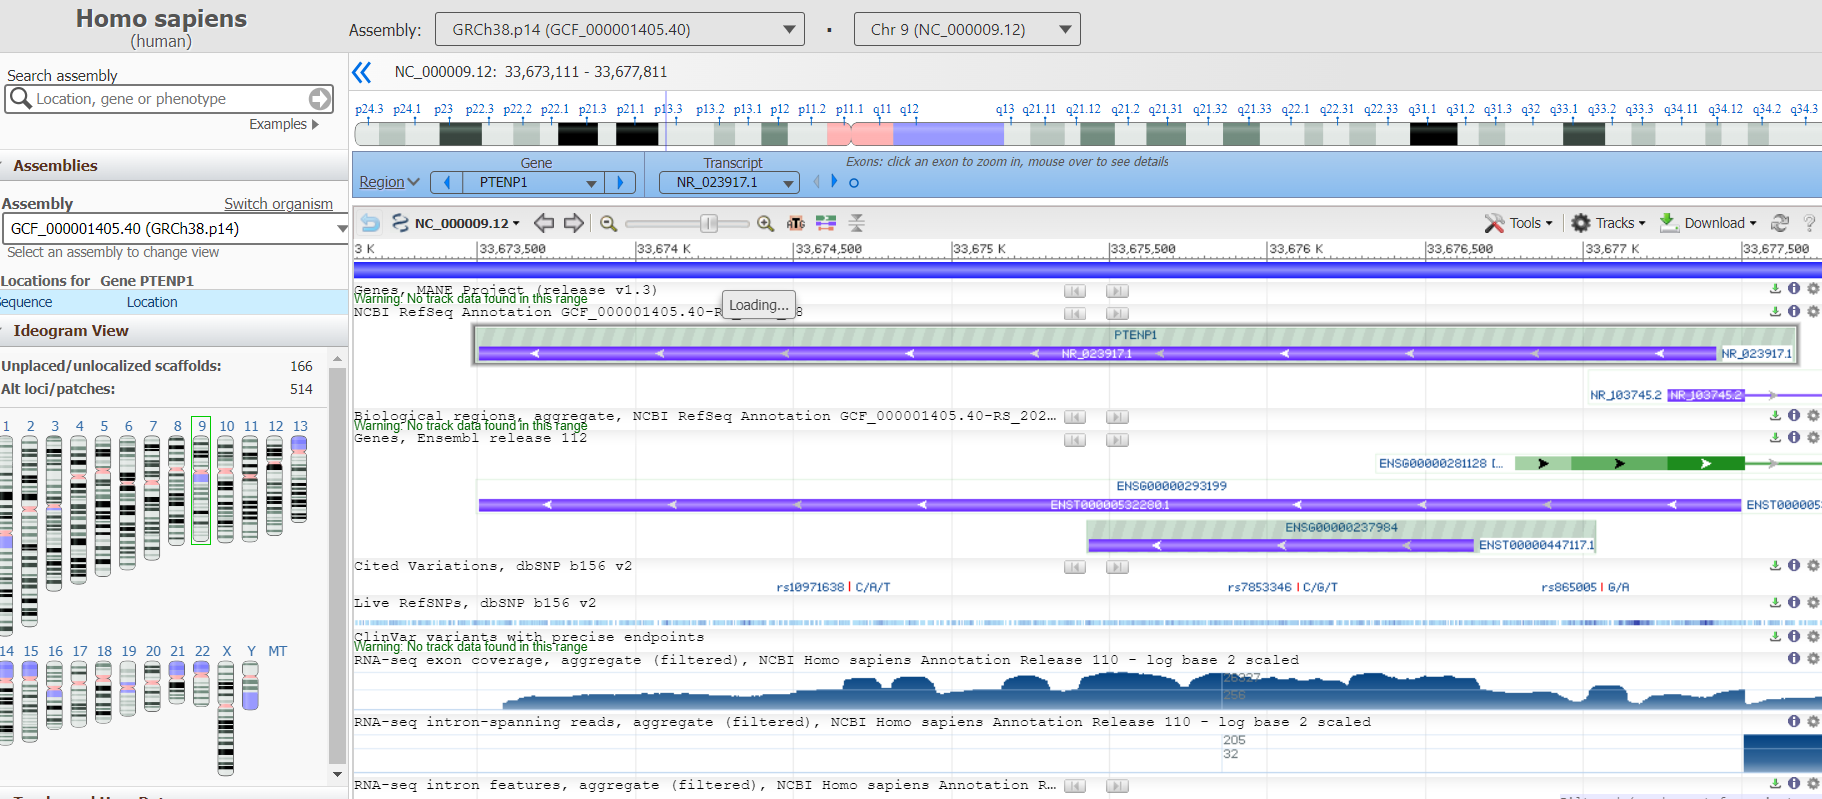 Homo sapiens
(human)
Assembly: GRCh38.p14 (GCF_000001405.40) Chr 9 (NC_000009.12)
Search assembly
Location, gene or phenotype
Examples
Assemblies
Assembly Switch organism
GCF_000001405.40 (GRCh38.p14)
Select an assembly to change view
Locations for Gene PTENP1
Sequence Location
Ideogram View
Unplaced/unlocalized scaffolds: 166
Alt loci/patches: 514
1 2 3 4 5 6 7 8 9 10 11 12 13
14 15 16 17 18 19 20 21 22 X Y MT
NC_000009.12: 33,673,111 - 33,677,811
p24.3 p24.1 p23 p22.3 p22.2 p22.1 p21.3 p21.1 p13.3 p13.2 p13.1 p12 p11.2 p11.1 q11 q12 q13 q21.11 q21.12 q21.2 q21.31 q21.32 q21.33 q22.1 q22.31 q22.33 q31.1 q31.2 q31.3 q32 q33.1 q33.2 q33.3 q34.11 q34.12 q34.2 q34.3
Gene Transcript Exons: click an exon to zoom in, mouse over to see details
Region PTENP1 NR_023917.1
NC_000009.12 ATG Tools Tracks Download ?
3 K 33,673,500 33,674 K 33,674,500 33,675 K 33,675,500 33,676 K 33,676,500 33,677 K 33,677,500
Genes, MANE Project (release v1.3)
Warning: No track data found in this range
Loading...
NCBI RefSeq Annotation GCF_000001405.40-R 8
PTENP1
NR_023917.1 NR_023917.1
NR_103745.2 NR_103745.2
Biological regions, aggregate, NCBI RefSeq Annotation GCF_000001405.40-RS_202...
Warning: No track data found in this range
Genes, Ensembl release 112
ENSG00000281128 [...
ENSG00000293199
ENST00000532280.1 ENST000005
ENSG00000237984
ENST00000447117.1
Cited Variations, dbSNP b156 v2
rs10971638 C/A/T rs7853346 C/G/T rs865005 G/A
Live RefSNPs, dbSNP b156 v2
ClinVar variants with precise endpoints
Warning: No track data found in this range
RNA-seq exon coverage, aggregate (filtered), NCBI Homo sapiens Annotation Release 110 - log base 2 scaled
256
RNA-seq intron-spanning reads, aggregate (filtered), NCBI Homo sapiens Annotation Release 110 - log base 2 scaled
205
32
RNA-seq intron features, aggregate (filtered), NCBI Homo sapiens Annotation R...